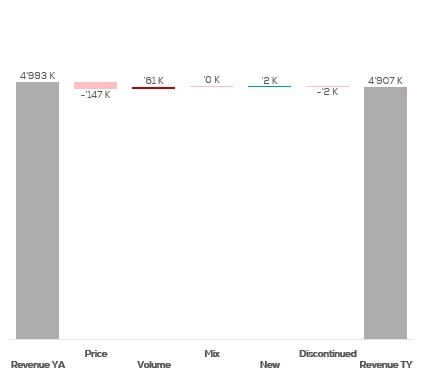 4'993 K
-'147 K
'61 K
'0 K
'2 K
-'2 K
4'907 K
Price
Mix
Discontinued
Revenue YA
Volume
New
Revenue TY